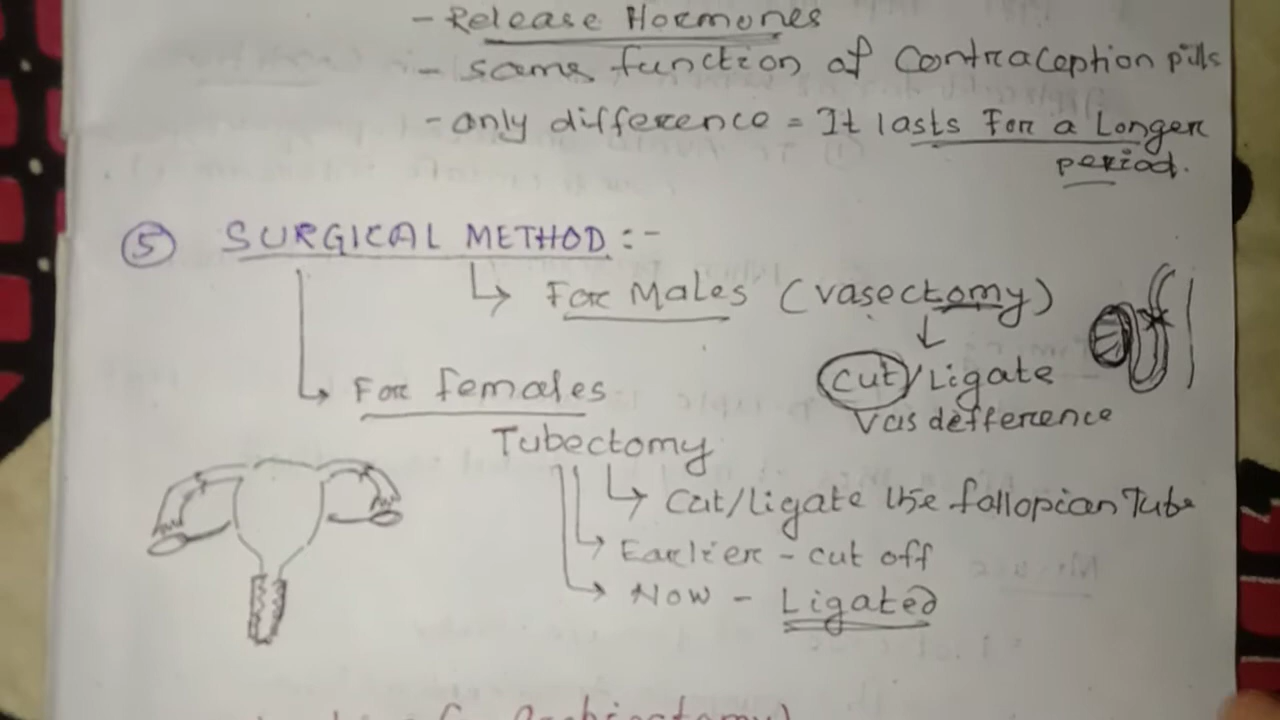 - Release Hormones
- same function of Contraception pills
- only difference = It lasts For a Longer
period.
⑤ SURGICAL METHOD :-
↳ For Males (vasectomy)
↓
cut/Ligate
Vas defference
↳ For females
Tubectomy
↳ Cut/Ligate the fallopian Tube
↳ Earlier - cut off
↳ Now - Ligated